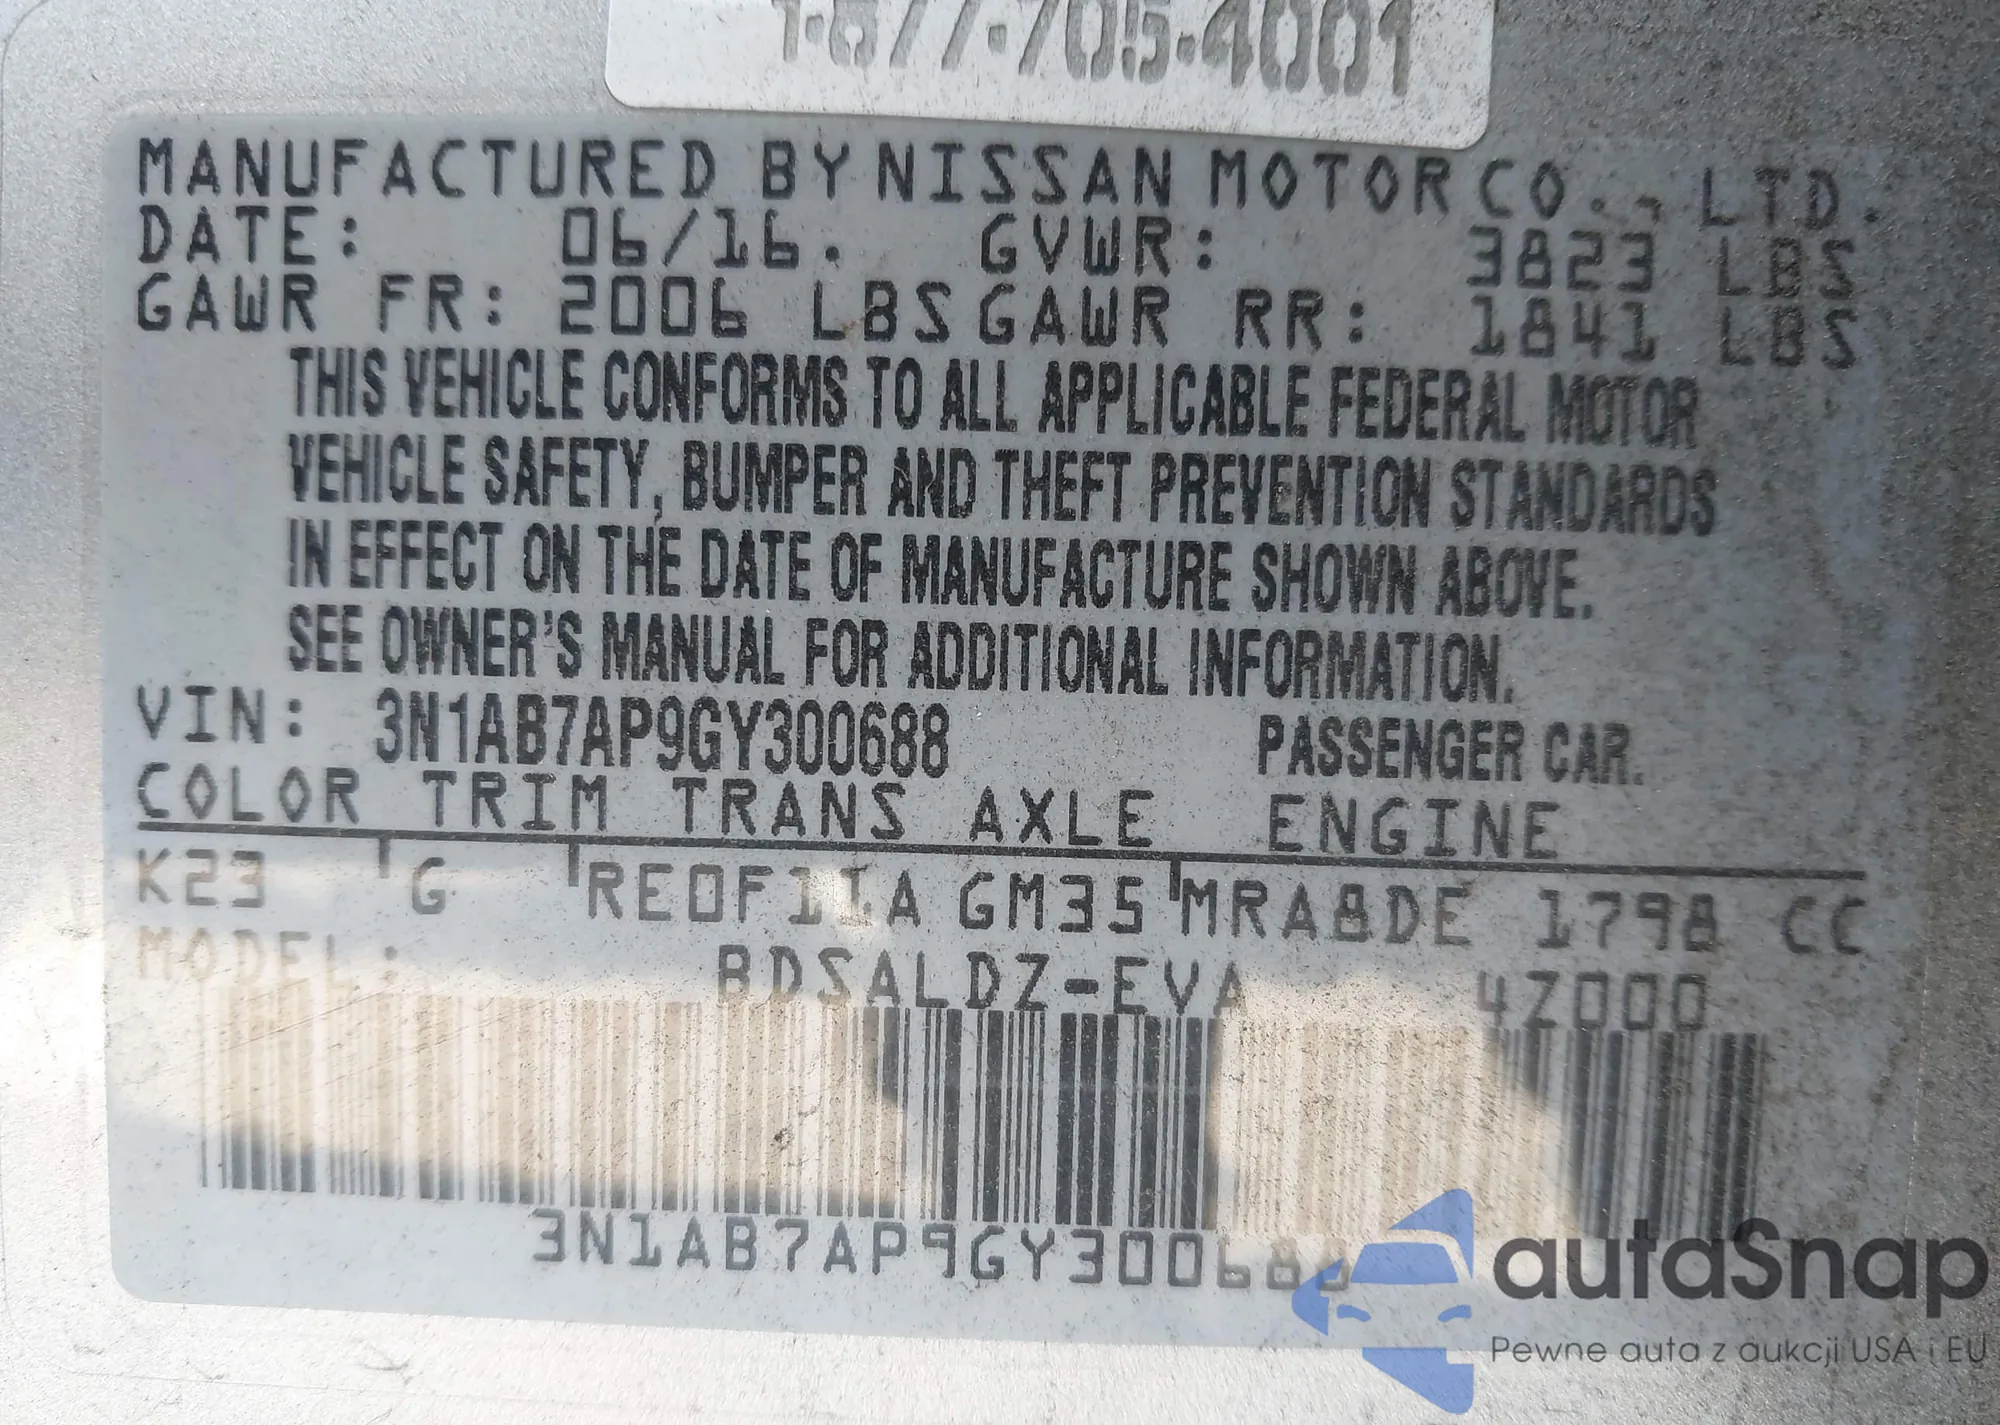 1-877-705-4001
MANUFACTURED BY NISSAN MOTOR CO., LTD.
DATE: 06/16. GVWR: 3823 LBS
GAWR FR: 2006 LBS GAWR RR: 1841 LBS
THIS VEHICLE CONFORMS TO ALL APPLICABLE FEDERAL MOTOR
VEHICLE SAFETY, BUMPER AND THEFT PREVENTION STANDARDS
IN EFFECT ON THE DATE OF MANUFACTURE SHOWN ABOVE.
SEE OWNER'S MANUAL FOR ADDITIONAL INFORMATION.
VIN: 3N1AB7AP9GY300688 PASSENGER CAR.
COLOR TRIM TRANS AXLE ENGINE
K23 G RE0F11A GM35 MRA8DE 1798 CC
MODEL: BDSALDZ-EVA 4Z000
3N1AB7AP9GY300688
autoSnap
Pewne auta z aukcji USA i EU